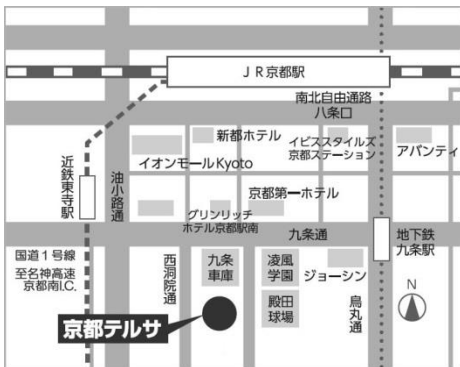 JR京都駅
南北自由通路
八条口
新都ホテル
イオンモールKyoto
イビススタイルズ
京都ステーション
アバンティ
近鉄東寺駅
油小路通
京都第一ホテル
グリンリッチ
ホテル京都駅南
九条通
地下鉄
九条駅
国道1号線
至名神高速
京都南I.C.
西洞院通
九条
車庫
凌風
学園
ジョーシン
殿田
球場
烏丸通
N
京都テルサ